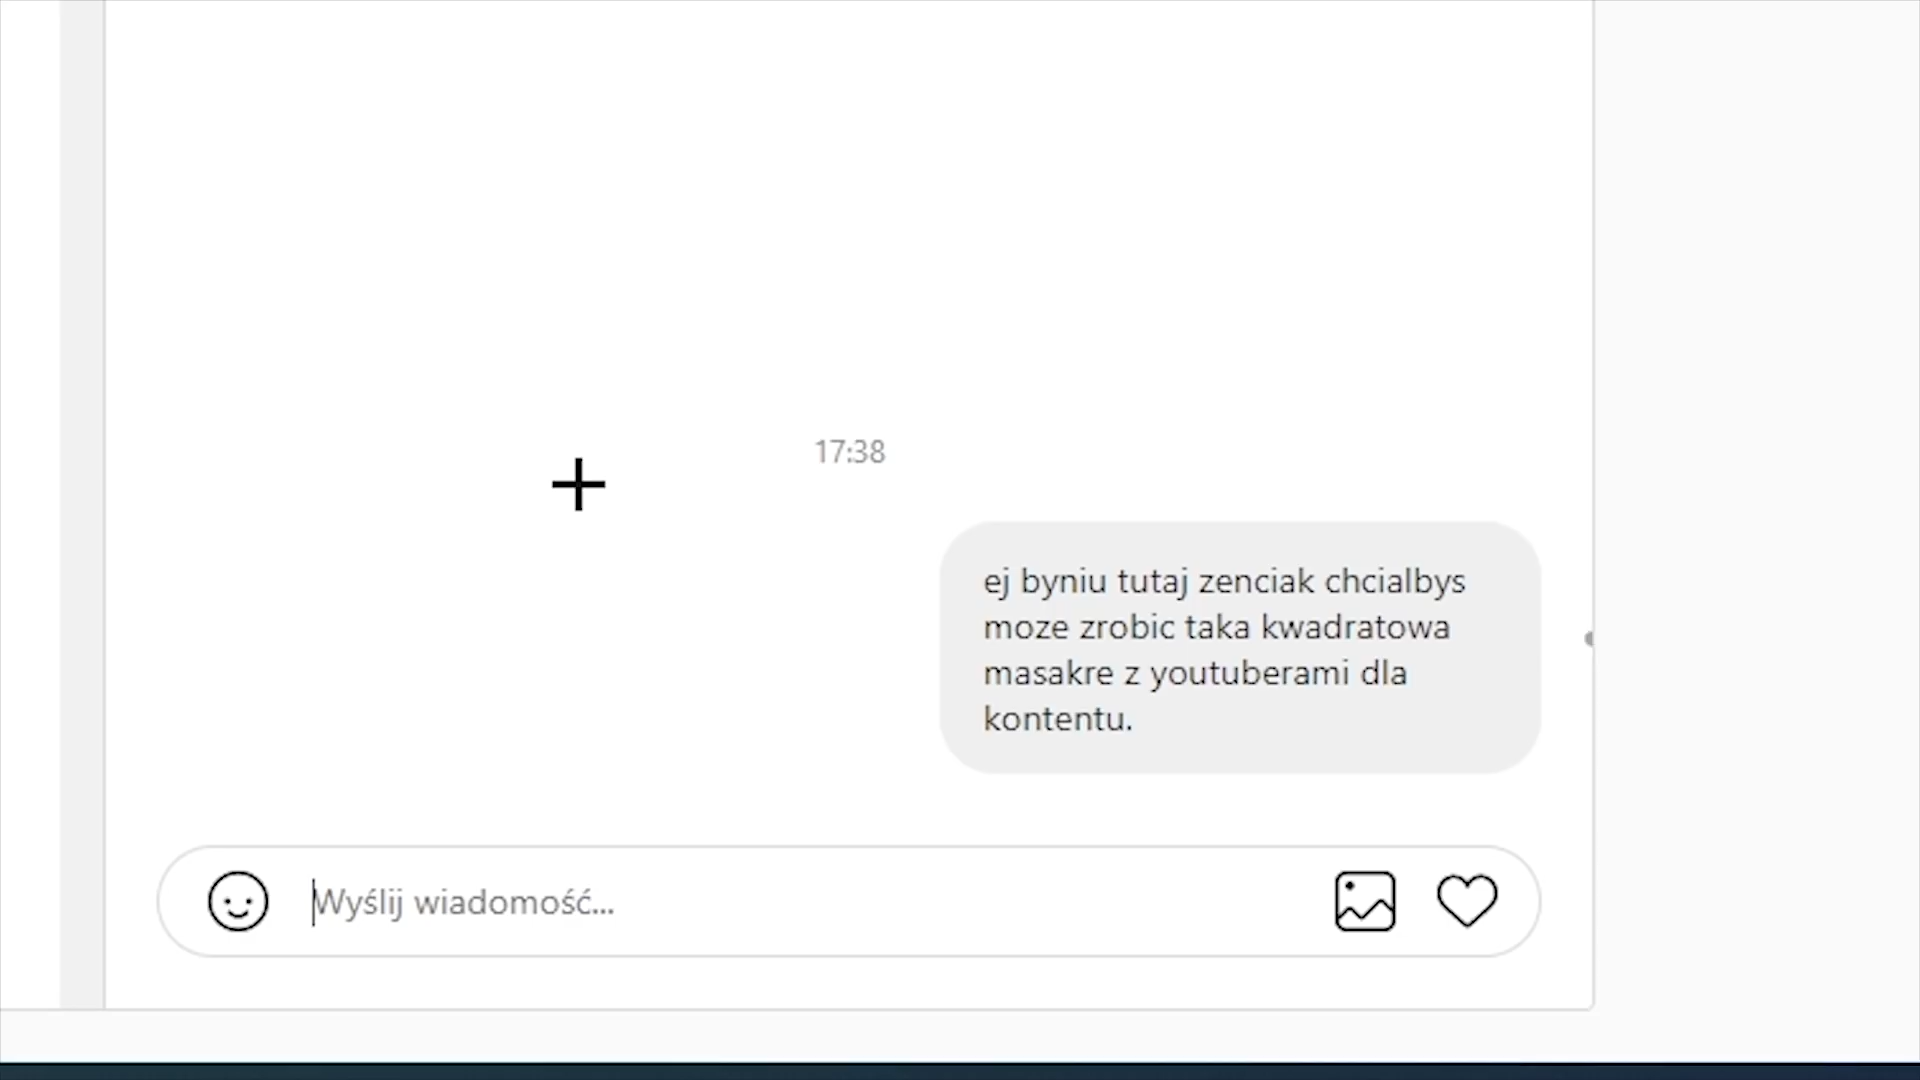 17:38
ej byniu tutaj zenciak chcialbys
moze zrobic taka kwadratowa
masakre z youtuberami dla
kontentu.
Wyślij wiadomość...